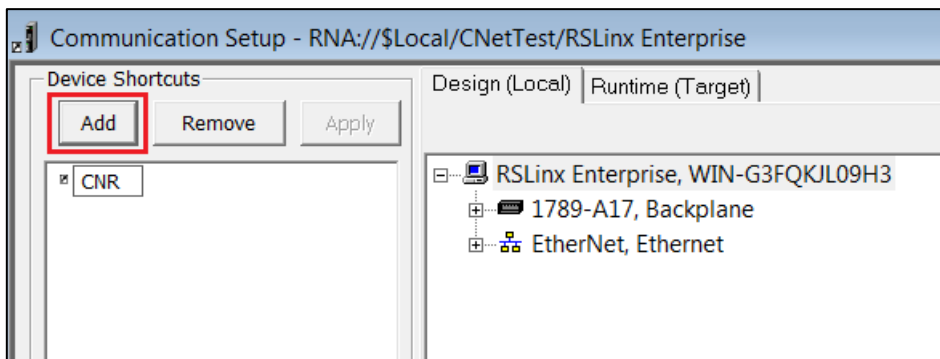 Communication Setup - RNA://$Local/CNetTest/RSLinx Enterprise
Device Shortcuts
Add Remove Apply
CNR
Design (Local) Runtime (Target)
RSLinx Enterprise, WIN-G3FQKJL09H3
1789-A17, Backplane
EtherNet, Ethernet